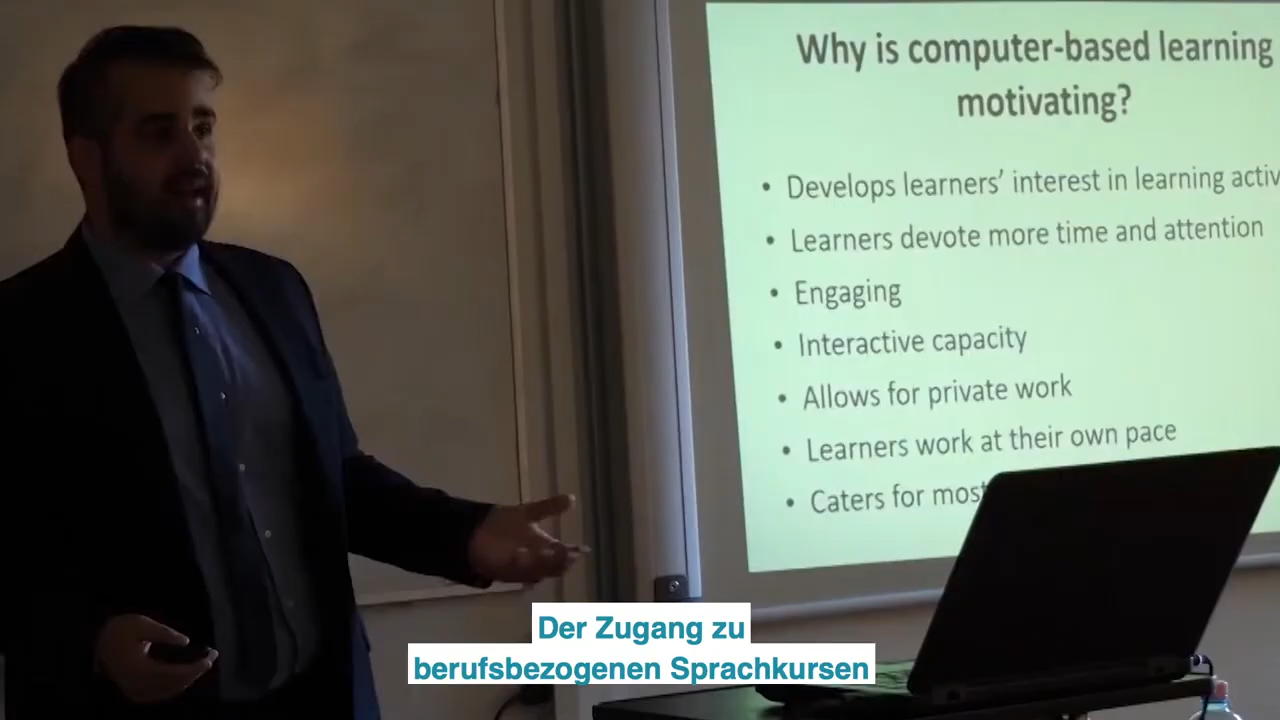 Why is computer-based learning
motivating?
• Develops learners' interest in learning
• Learners devote more time and attention
• Engaging
• Interactive capacity
• Allows for private work
• Learners work at their own pace
• Caters for most
Der Zugang zu
berufsbezogenen Sprachkursen